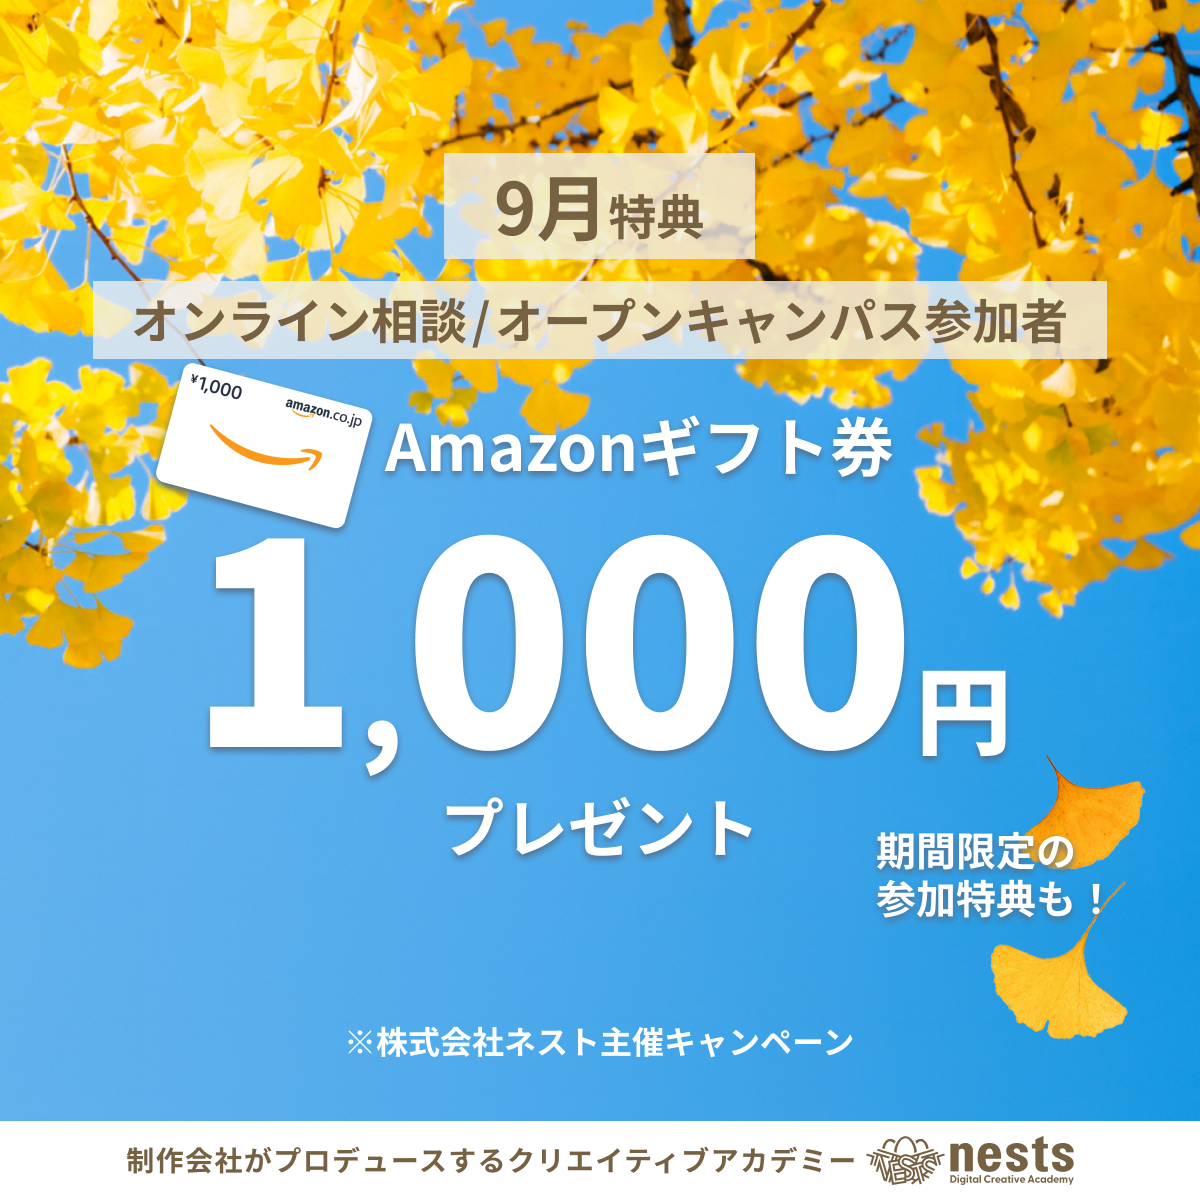 9月特典
オンライン相談/オープンキャンパス参加者
¥1,000
amazon.co.jp
Amazonギフト券
1,000円
プレゼント
期間限定の
参加特典も！
※株式会社ネスト主催キャンペーン
制作会社がプロデュースするクリエイティブアカデミー
NESTS
nests
Digital Creative Academy